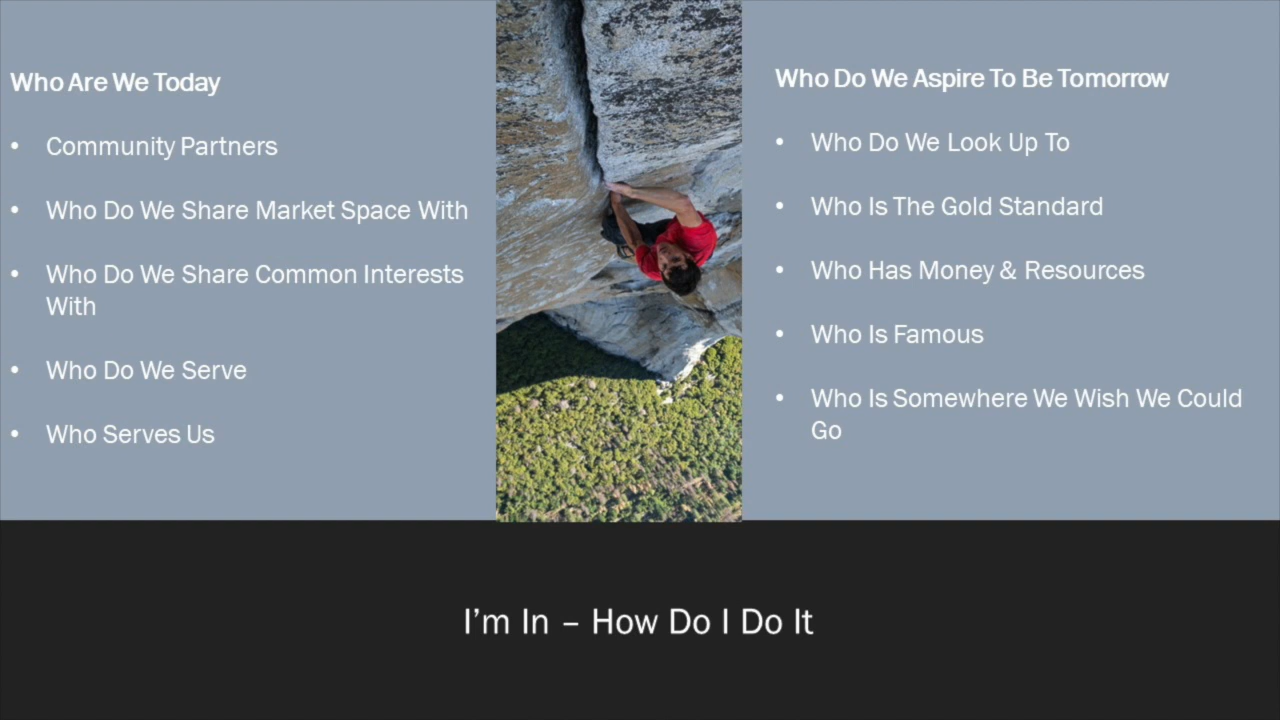 Who Are We Today
• Community Partners
• Who Do We Share Market Space With
• Who Do We Share Common Interests
With
• Who Do We Serve
• Who Serves Us
Who Do We Aspire To Be Tomorrow
• Who Do We Look Up To
• Who Is The Gold Standard
• Who Has Money & Resources
• Who Is Famous
• Who Is Somewhere We Wish We Could
Go
I’m In – How Do I Do It